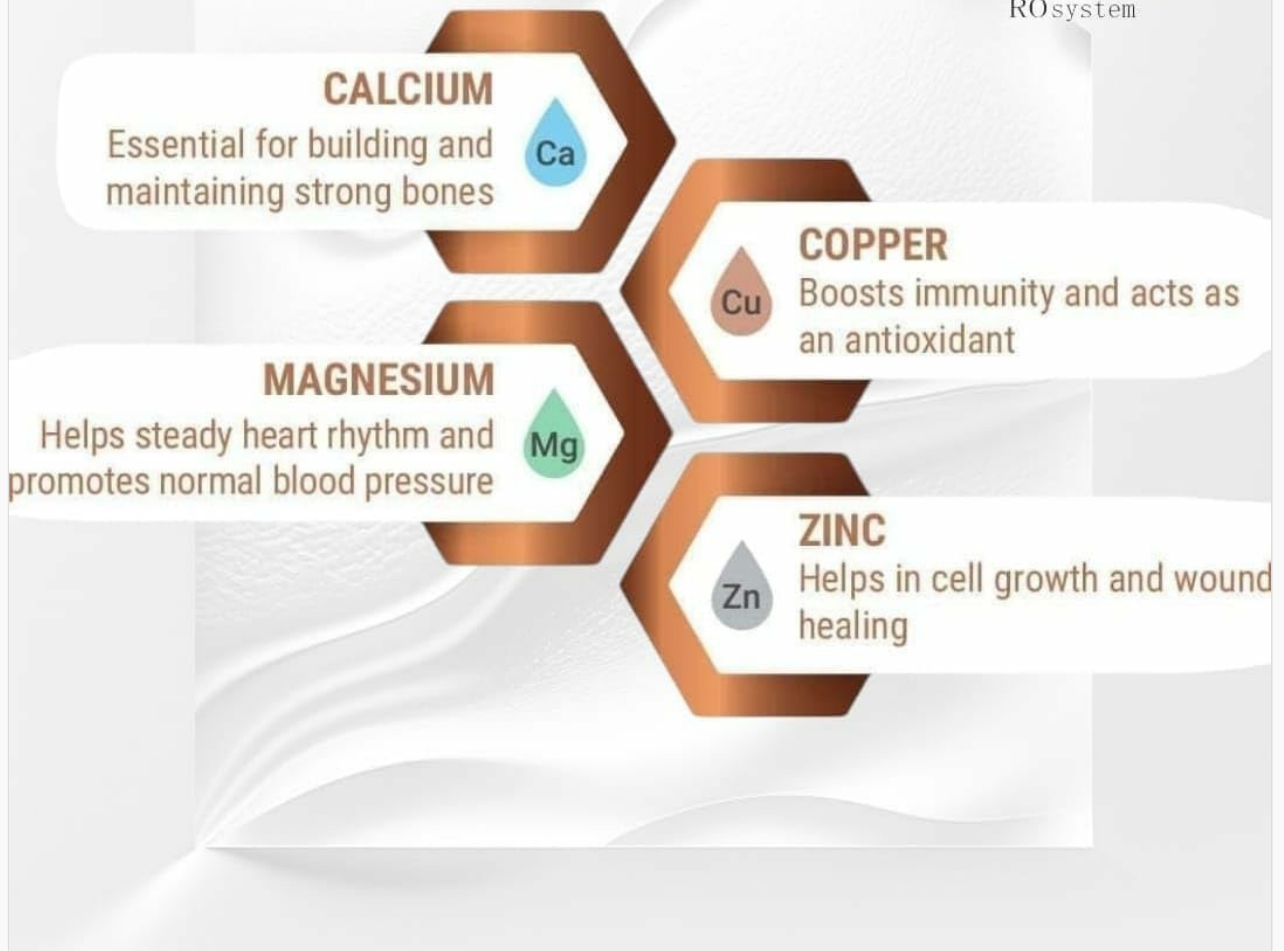 ROsystem
CALCIUM
Essential for building and
maintaining strong bones
Ca
COPPER
Boosts immunity and acts as
an antioxidant
Cu
MAGNESIUM
Helps steady heart rhythm and
promotes normal blood pressure
Mg
ZINC
Helps in cell growth and wound
healing
Zn